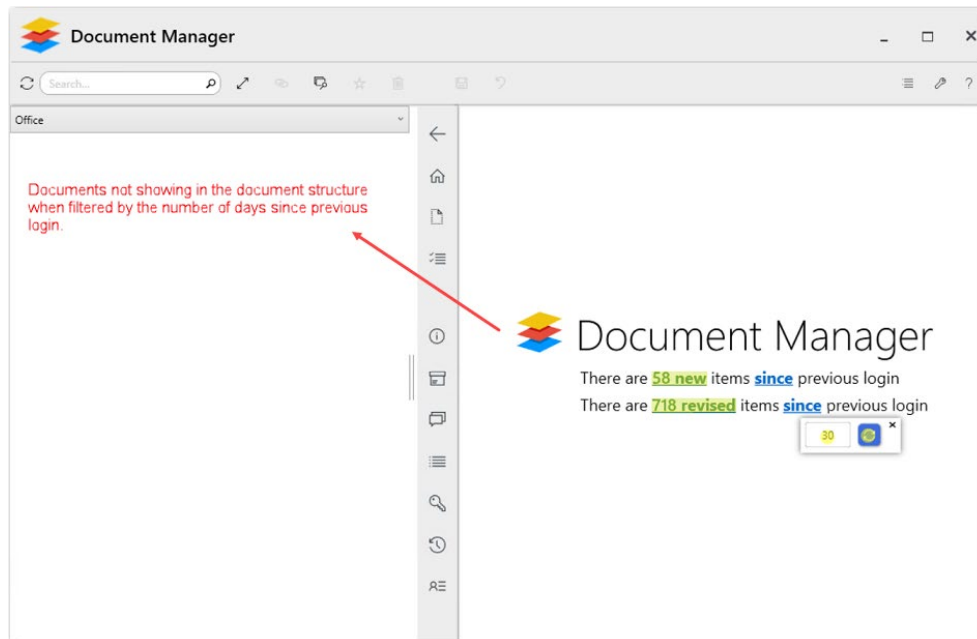 Document Manager
Search...
?
Office
Documents not showing in the document structure
when filtered by the number of days since previous
login.
Document Manager
There are 58 new items since previous login
There are 718 revised items since previous login
30